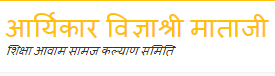 आर्यिकार विज्ञाश्री माताजी
शिक्षा आवाम सामज कल्याण समिति